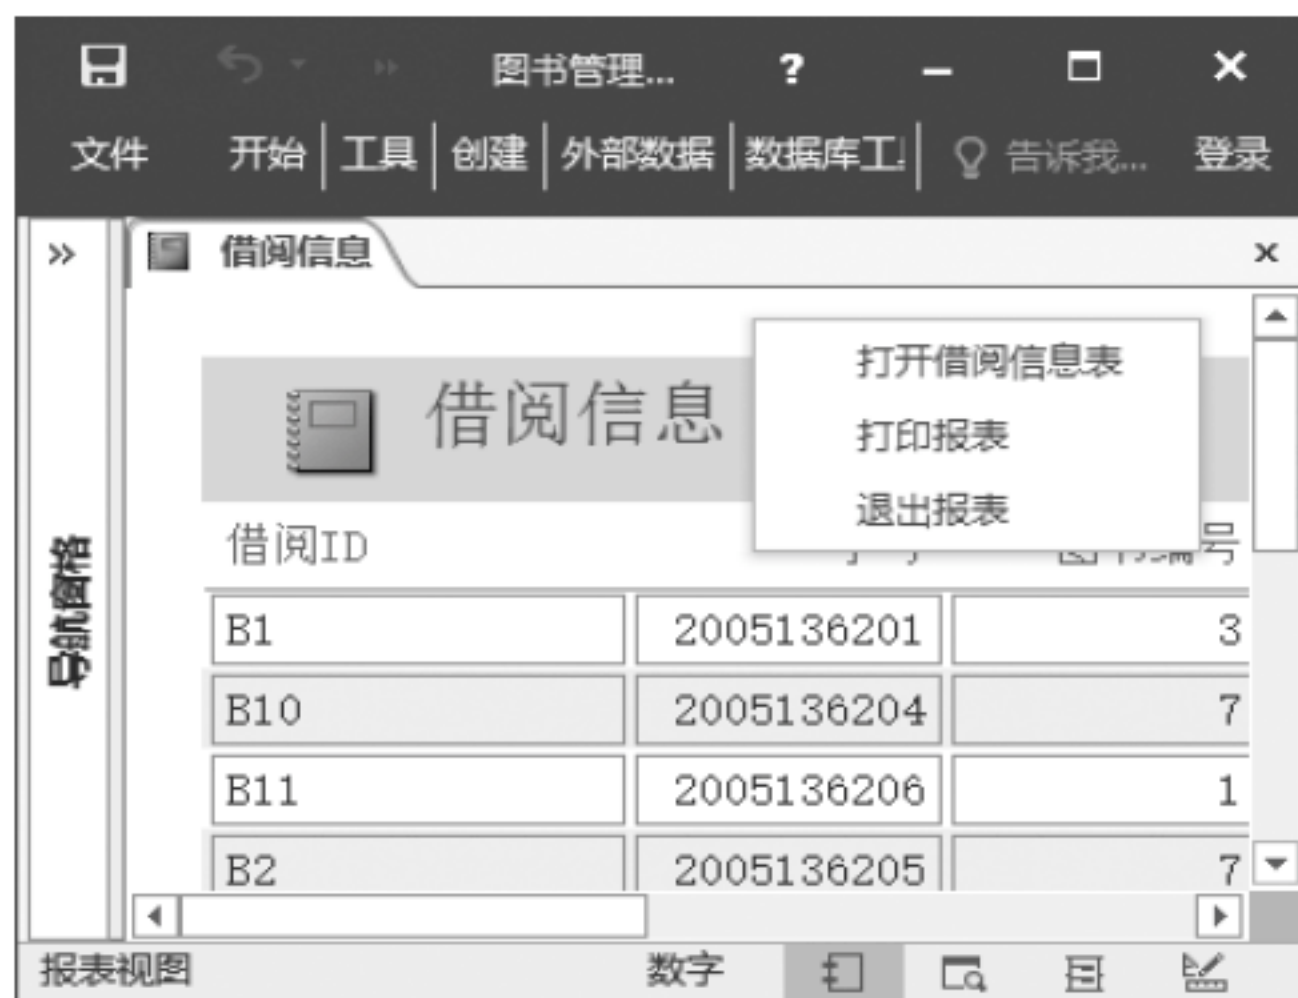 图书管理... ?
文件 开始 工具 创建 外部数据 数据库工 告诉我... 登录
借阅信息
打开借阅信息表
打印报表
退出报表
借阅信息
导航窗格
借阅ID 号
B1 2005136201 3
B10 2005136204 7
B11 2005136206 1
B2 2005136205 7
报表视图 数字